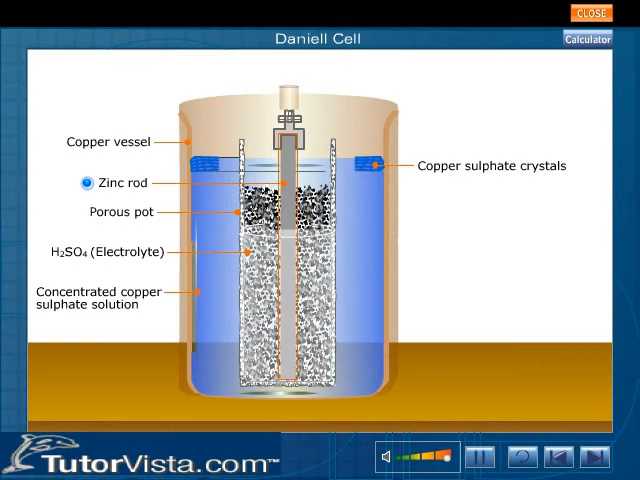 CLOSE
Daniell Cell
Calculator
Copper vessel
Copper sulphate crystals
Zinc rod
Porous pot
H₂SO₄ (Electrolyte)
Concentrated copper
sulphate solution
TutorVista.com™